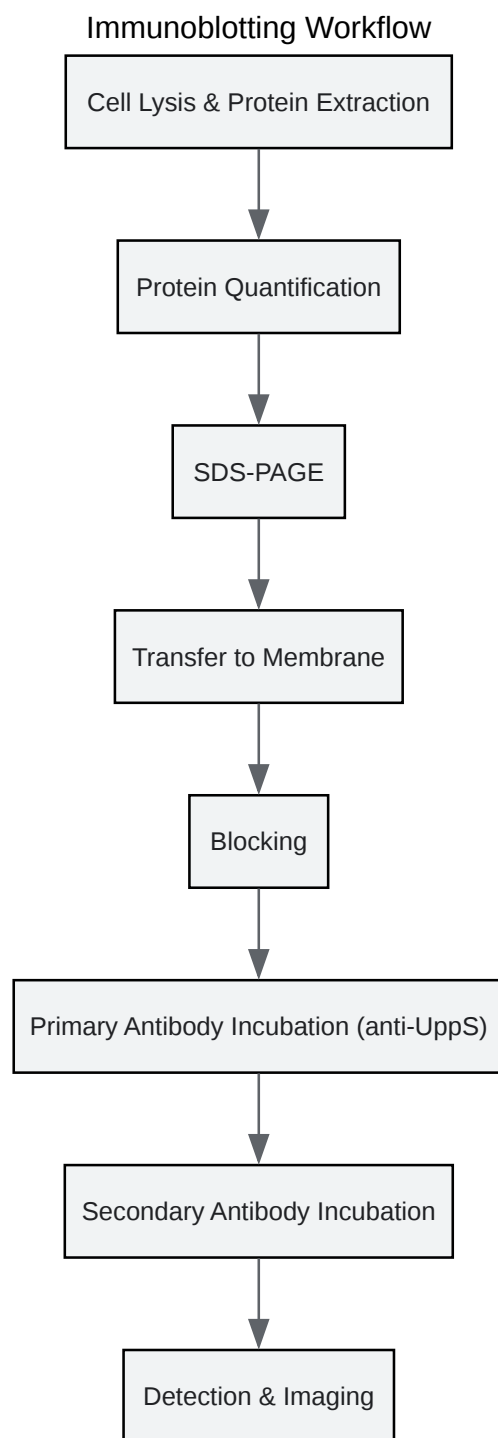 Immunoblotting Workflow
Cell Lysis & Protein Extraction
Protein Quantification
SDS-PAGE
Transfer to Membrane
Blocking
Primary Antibody Incubation (anti-UppS)
Secondary Antibody Incubation
Detection & Imaging